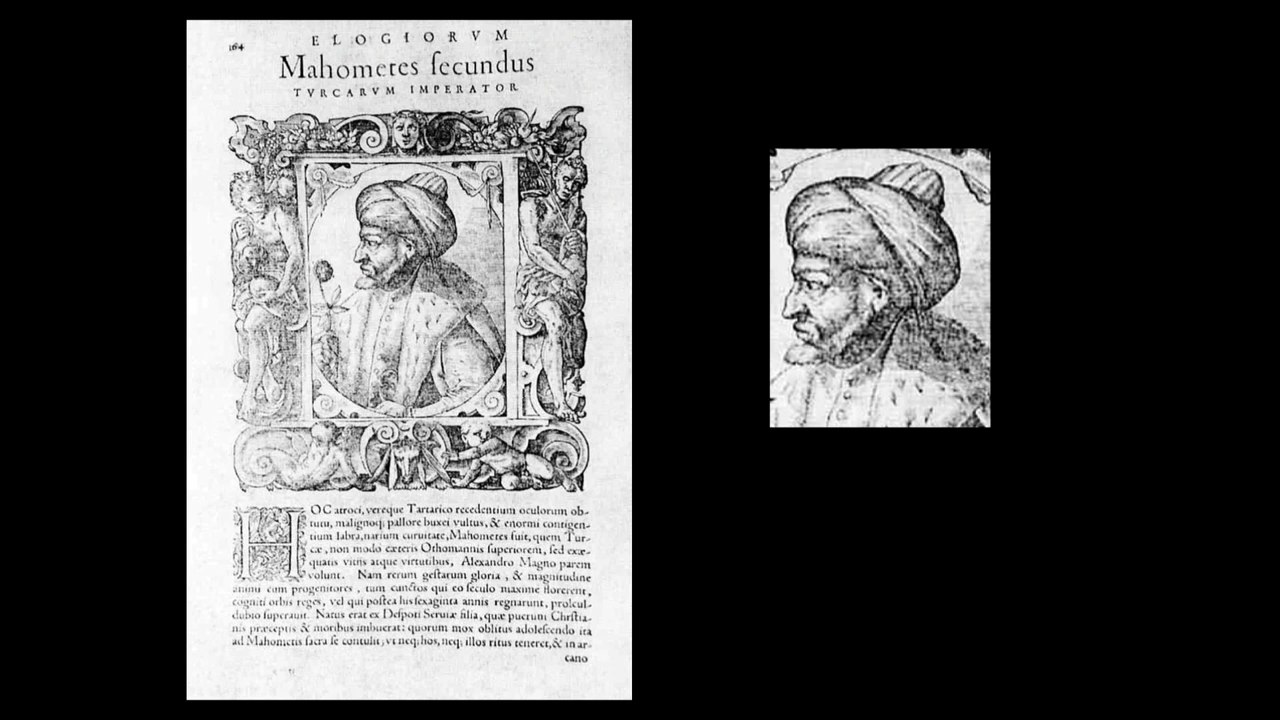 164
ELOGIORVM
Mahometes ſecundus
TVRCARVM IMPERATOR
HOC atroci, vereque Tartarico recedentium oculorum ob-
tutu, malignoq; pallore buxei vultus, & enormi contigen-
tium labra, narium curuitate, Mahometes fuit, quem Tur-
cæ, non modo cæteris Othomannis ſuperiorem, ſed exæ-
quatis vitiis atque virtutibus, Alexandro Magno parem
volunt. Nam rerum geſtarum gloria, & magnitudine
animi cum progenitores, tum cunctos qui eo ſeculo maxime florerent,
cogniti orbis reges, vel qui poſtea his ſexaginta annis regnarunt, proſcul-
dubio ſuperauit. Natus erat ex Deſpoti Seruiæ filia, quæ puerum Chriſtia-
nis præceptis & moribus imbuerat: quorum mox oblitus adoleſcendo ita
ad Mahometis ſacra ſe contulit, vt neq; hos, neq; illos ritus teneret, & in ar-
cano